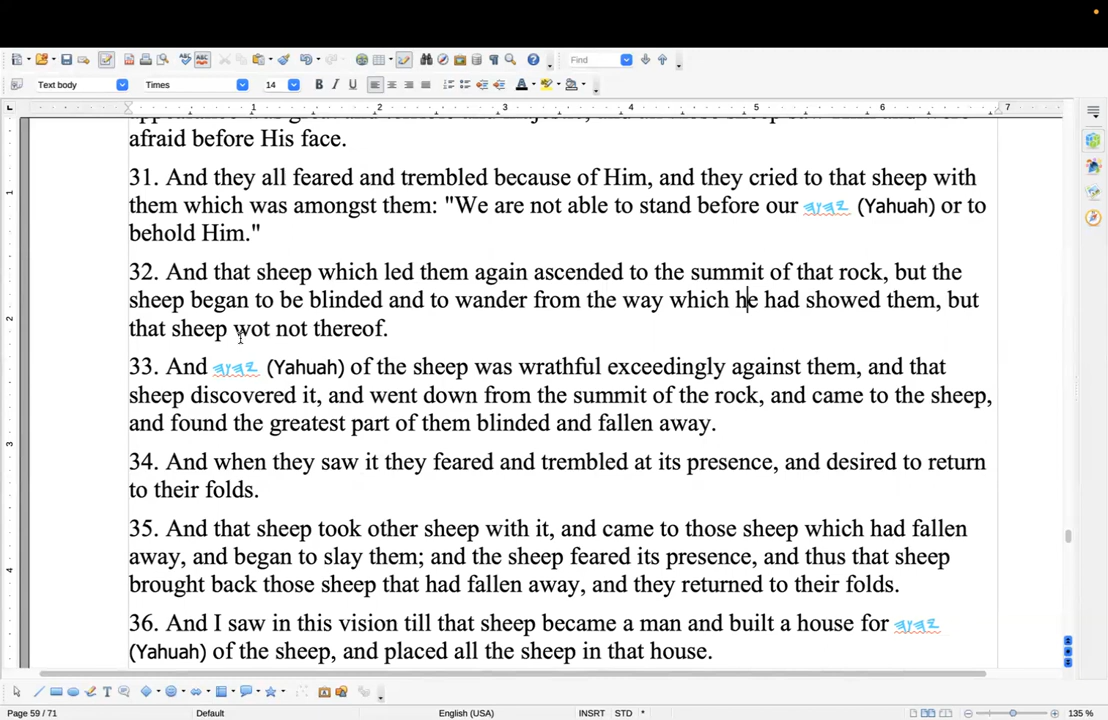 Find
Text body Times 14
1 2 3 4 5 6 7
afraid before His face.
31. And they all feared and trembled because of Him, and they cried to that sheep with
them which was amongst them: "We are not able to stand before our 𐤉𐤄𐤅𐤄 (Yahuah) or to
behold Him."
32. And that sheep which led them again ascended to the summit of that rock, but the
sheep began to be blinded and to wander from the way which he had showed them, but
that sheep wot not thereof.
33. And 𐤉𐤄𐤅𐤄 (Yahuah) of the sheep was wrathful exceedingly against them, and that
sheep discovered it, and went down from the summit of the rock, and came to the sheep,
and found the greatest part of them blinded and fallen away.
34. And when they saw it they feared and trembled at its presence, and desired to return
to their folds.
35. And that sheep took other sheep with it, and came to those sheep which had fallen
away, and began to slay them; and the sheep feared its presence, and thus that sheep
brought back those sheep that had fallen away, and they returned to their folds.
36. And I saw in this vision till that sheep became a man and built a house for 𐤉𐤄𐤅𐤄
(Yahuah) of the sheep, and placed all the sheep in that house.
Page 59 / 71 Default English (USA) INSRT STD * 135 %